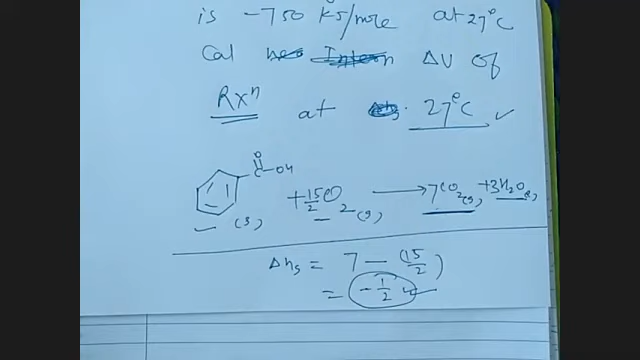 is -750 kJ/mole at 27°C
Cal ΔU of
Rxⁿ at 27°C ✓
O
C-OH
(s) + 15/2 O₂(g) → 7CO₂(g) + 3H₂O(l)
Δng = 7 - (15/2)
= -1/2